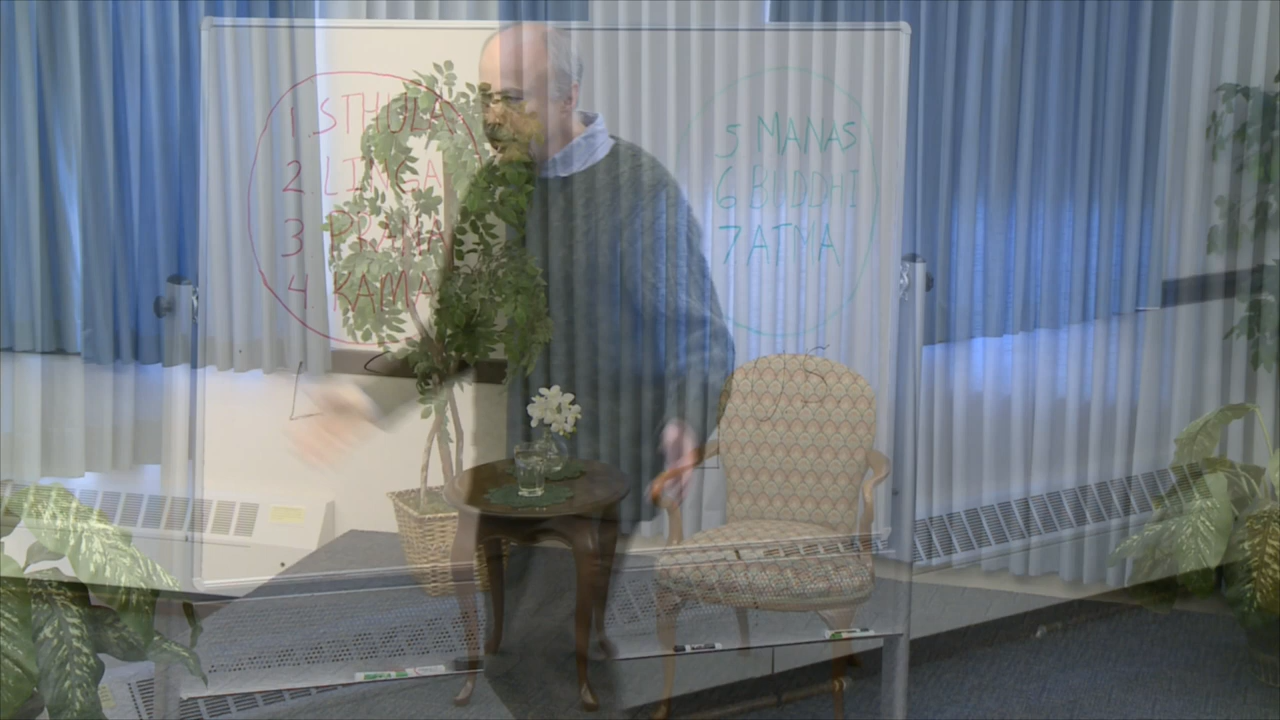 1. STHULA
2 LINGA
3 PRANA
4. KAMA
5 MANAS
6 BUDDHI
7 ATMA